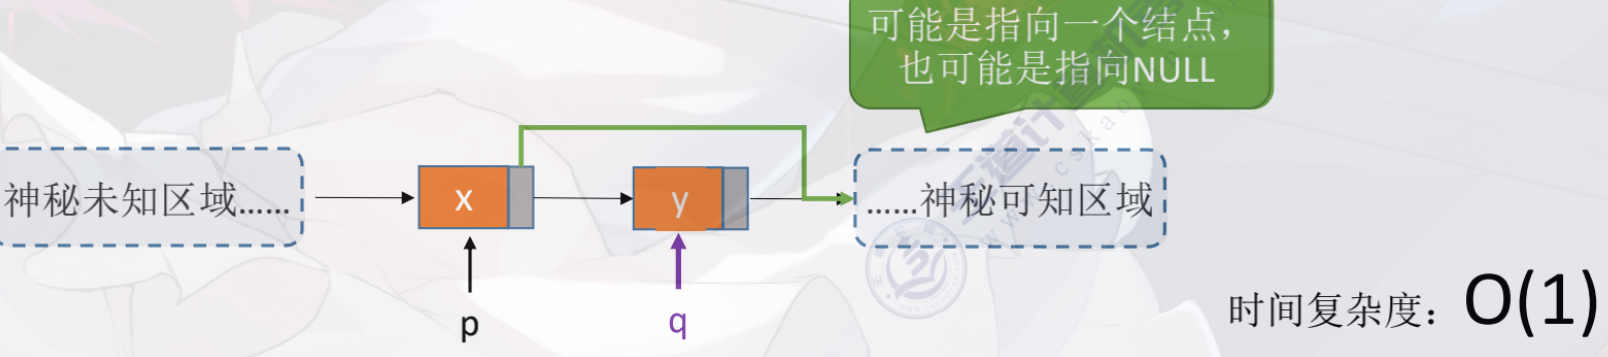 可能是指向一个结点，
也可能是指向NULL
神秘未知区域……
x
y
……神秘可知区域
p
q
时间复杂度：O(1)